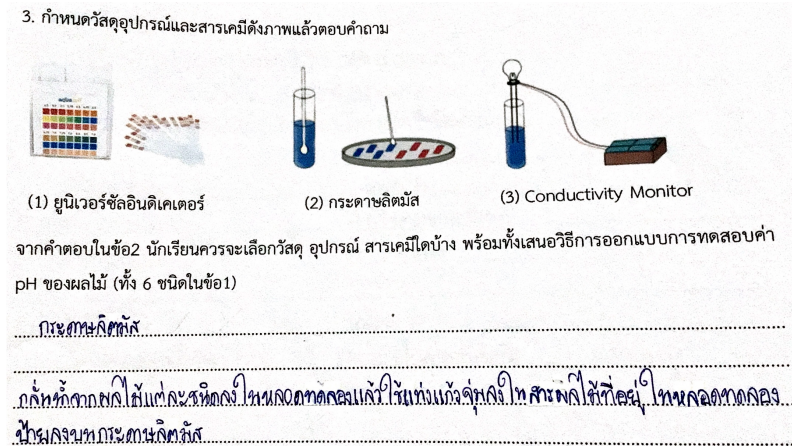 3. กำหนดวัสดุอุปกรณ์และสารเคมีดังภาพแล้วตอบคำถาม
(1) ยูนิเวอร์ซัลอินดิเคเตอร์
(2) กระดาษลิตมัส
(3) Conductivity Monitor
จากคำตอบในข้อ2 นักเรียนควรจะเลือกวัสดุ อุปกรณ์ สารเคมีใดบ้าง พร้อมทั้งเสนอวิธีการออกแบบการทดสอบค่า
pH ของผลไม้ (ทั้ง 6 ชนิดในข้อ1)
กระดาษลิตมัส
กลั่นน้ำจากผลไม้แต่ละชนิดลงในหลอดทดลองแล้วใช้แท่งแก้วจุ่มลงในสารผลไม้ที่อยู่ในหลอดทดลอง
ป้ายลงบนกระดาษลิตมัส